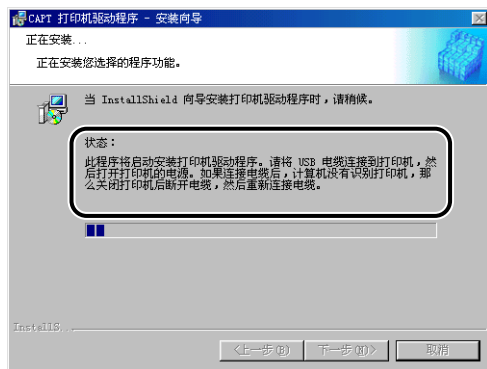 CAPT 打印机驱动程序 - 安装向导
正在安装...
正在安装您选择的程序功能。
当 InstallShield 向导安装打印机驱动程序时，请稍候。
状态：
此程序将启动安装打印机驱动程序。请将 USB 电缆连接到打印机，然
后打开打印机的电源。如果连接电缆后，计算机没有识别打印机，那
么关闭打印机后断开电缆，然后重新连接电缆。
InstallS...
<上一步(B) 下一步(N)> 取消